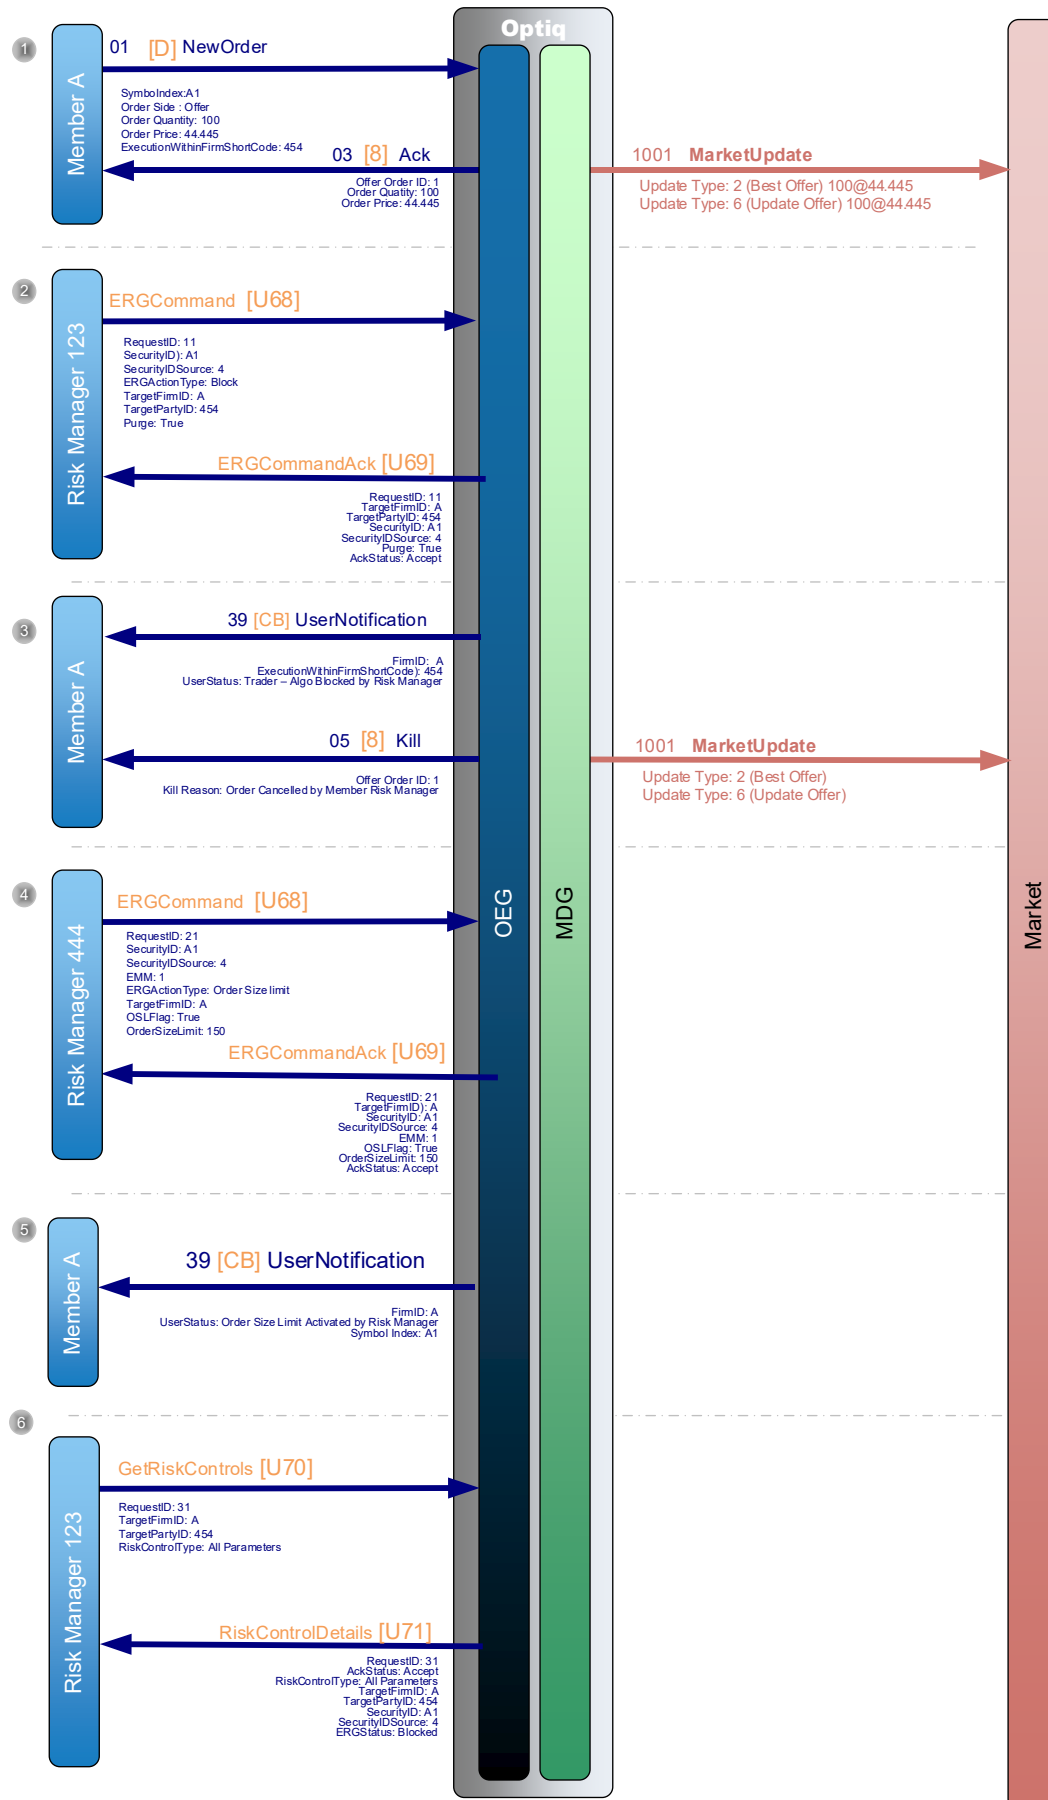 Optiq
1
Member A
01 [D] NewOrder
SymbolIndex:A1
Order Side : Offer
Order Quantity: 100
Order Price: 44.445
ExecutionWithinFirmShortCode: 454
03 [8] Ack
Offer Order ID: 1
Order Quatity: 100
Order Price: 44.445
1001 MarketUpdate
Update Type: 2 (Best Offer) 100@44.445
Update Type: 6 (Update Offer) 100@44.445
2
Risk Manager 123
ERGCommand [U68]
RequestID: 11
SecurityID): A1
SecurityIDSource: 4
ERGActionType: Block
TargetFirmID: A
TargetPartyID: 454
Purge: True
ERGCommandAck [U69]
RequestID: 11
TargetFirmID: A
TargetPartyID: 454
SecurityID: A1
SecurityIDSource: 4
Purge: True
AckStatus: Accept
3
Member A
39 [CB] UserNotification
FirmID: A
ExecutionWithinFirmShortCode): 454
UserStatus: Trader – Algo Blocked by Risk Manager
05 [8] Kill
Offer Order ID: 1
Kill Reason: Order Cancelled by Member Risk Manager
1001 MarketUpdate
Update Type: 2 (Best Offer)
Update Type: 6 (Update Offer)
OEG
MDG
Market
4
Risk Manager 444
ERGCommand [U68]
RequestID: 21
SecurityID: A1
SecurityIDSource: 4
EMM: 1
ERGActionType: Order Size limit
TargetFirmID: A
OSLFlag: True
OrderSizeLimit: 150
ERGCommandAck [U69]
RequestID: 21
TargetFirmID): A
SecurityID: A1
SecurityIDSource: 4
EMM: 1
OSLFlag: True
OrderSizeLimit: 150
AckStatus: Accept
5
Member A
39 [CB] UserNotification
FirmID: A
UserStatus: Order Size Limit Activated by Risk Manager
Symbol Index: A1
6
Risk Manager 123
GetRiskControls [U70]
RequestID: 31
TargetFirmID: A
TargetPartyID: 454
RiskControlType: All Parameters
RiskControlDetails [U71]
RequestID: 31
AckStatus: Accept
RiskControlType: All Parameters
TargetFirmID: A
TargetPartyID: 454
SecurityID: A1
SecurityIDSource: 4
ERGStatus: Blocked